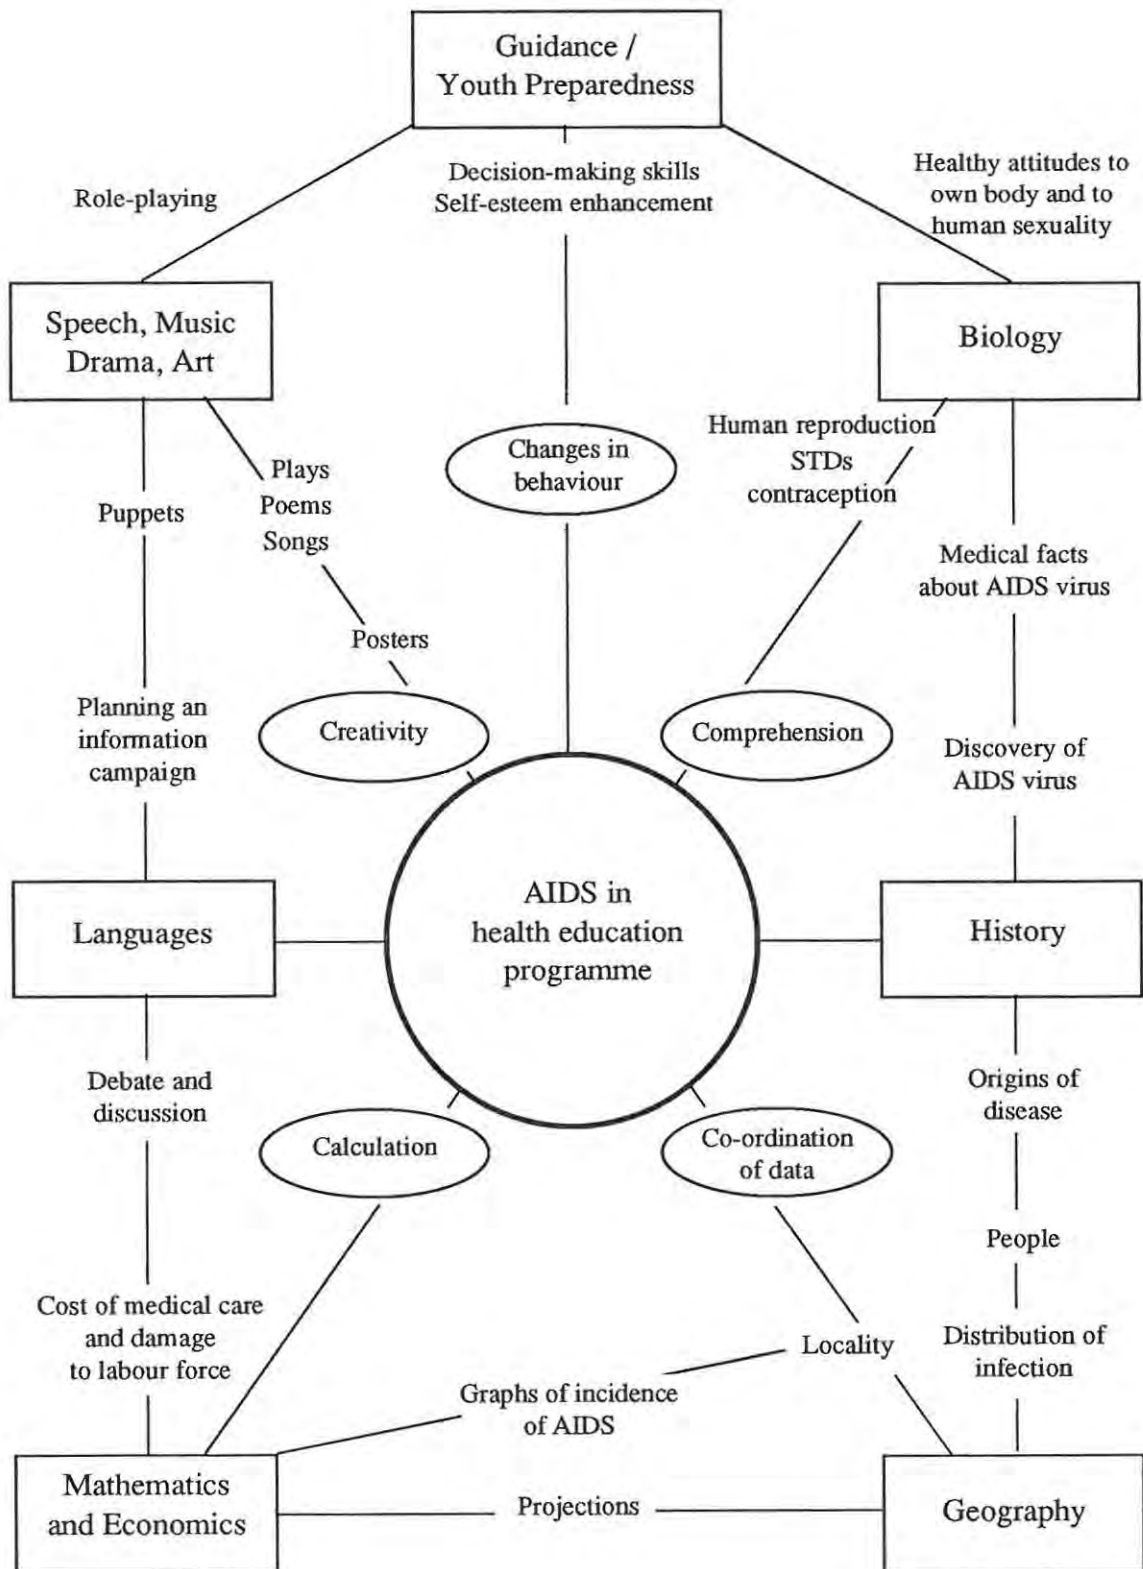 Guidance /
Youth Preparedness
Role-playing
Decision-making skills
Self-esteem enhancement
Healthy attitudes to
own body and to
human sexuality
Speech, Music
Drama, Art
Biology
Changes in
behaviour
Human reproduction
STDs
contraception
Plays
Poems
Songs
Puppets
Medical facts
about AIDS virus
Posters
Planning an
information
campaign
Creativity
Comprehension
Discovery of
AIDS virus
Languages
AIDS in
health education
programme
History
Debate and
discussion
Origins of
disease
Calculation
Co-ordination
of data
People
Cost of medical care
and damage
to labour force
Locality
Distribution of
infection
Graphs of incidence
of AIDS
Mathematics
and Economics
Projections
Geography